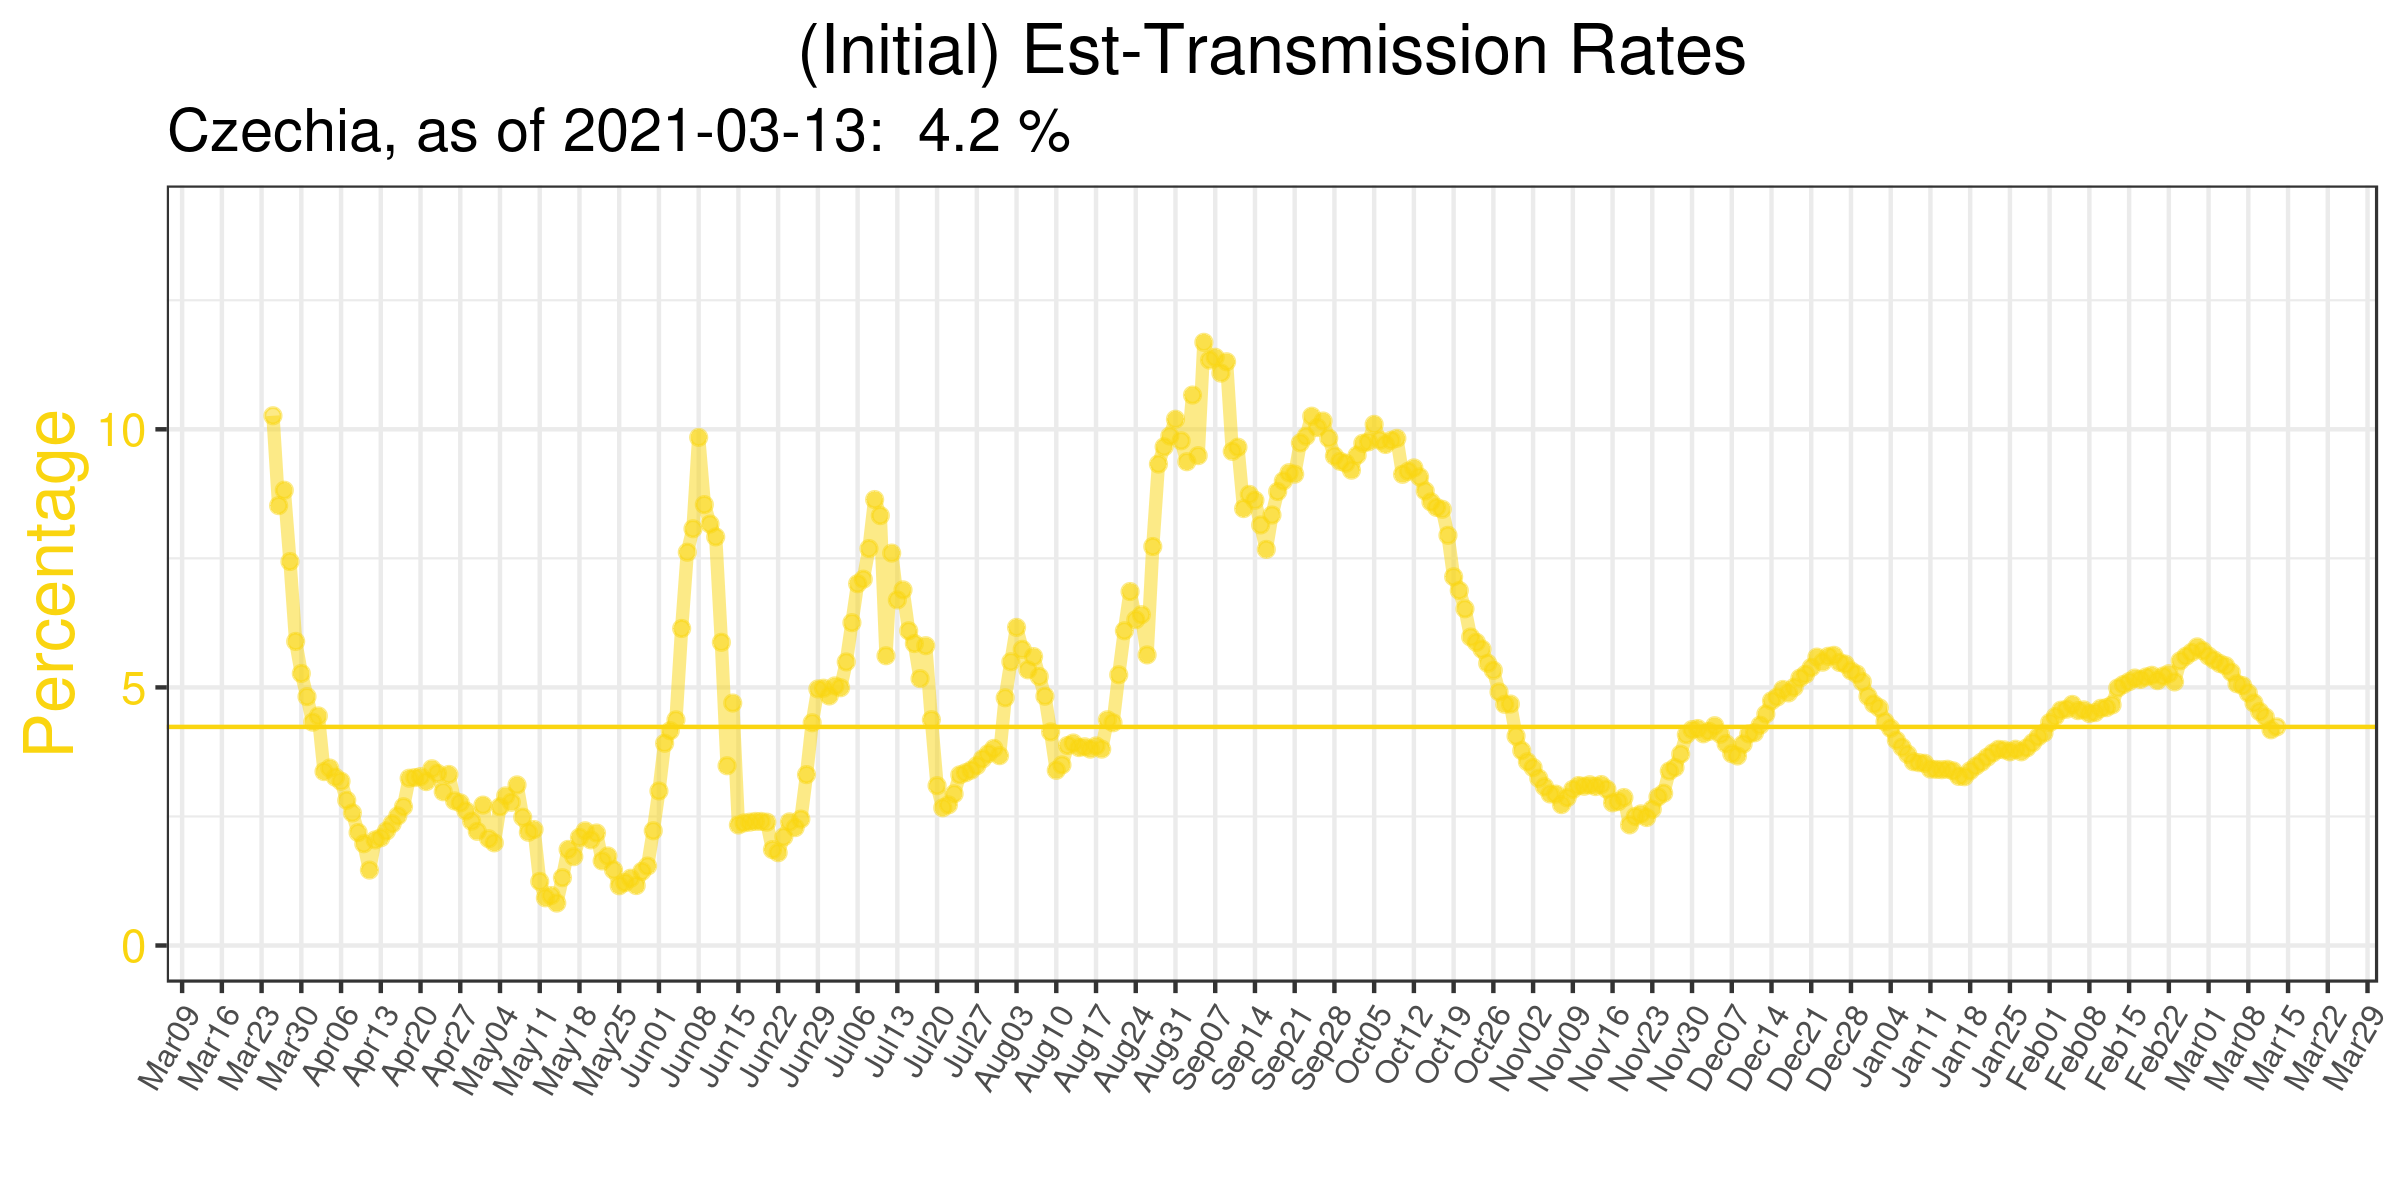 (Initial) Est-Transmission Rates
Czechia, as of 2021-03-13:  4.2 %
Percentage
10
5
0
Mar09
Mar16
Mar23
Mar30
Apr06
Apr13
Apr20
Apr27
May04
May11
May18
May25
Jun01
Jun08
Jun15
Jun22
Jun29
Jul06
Jul13
Jul20
Jul27
Aug03
Aug10
Aug17
Aug24
Aug31
Sep07
Sep14
Sep21
Sep28
Oct05
Oct12
Oct19
Oct26
Nov02
Nov09
Nov16
Nov23
Nov30
Dec07
Dec14
Dec21
Dec28
Jan04
Jan11
Jan18
Jan25
Feb01
Feb08
Feb15
Feb22
Mar01
Mar08
Mar15
Mar22
Mar29